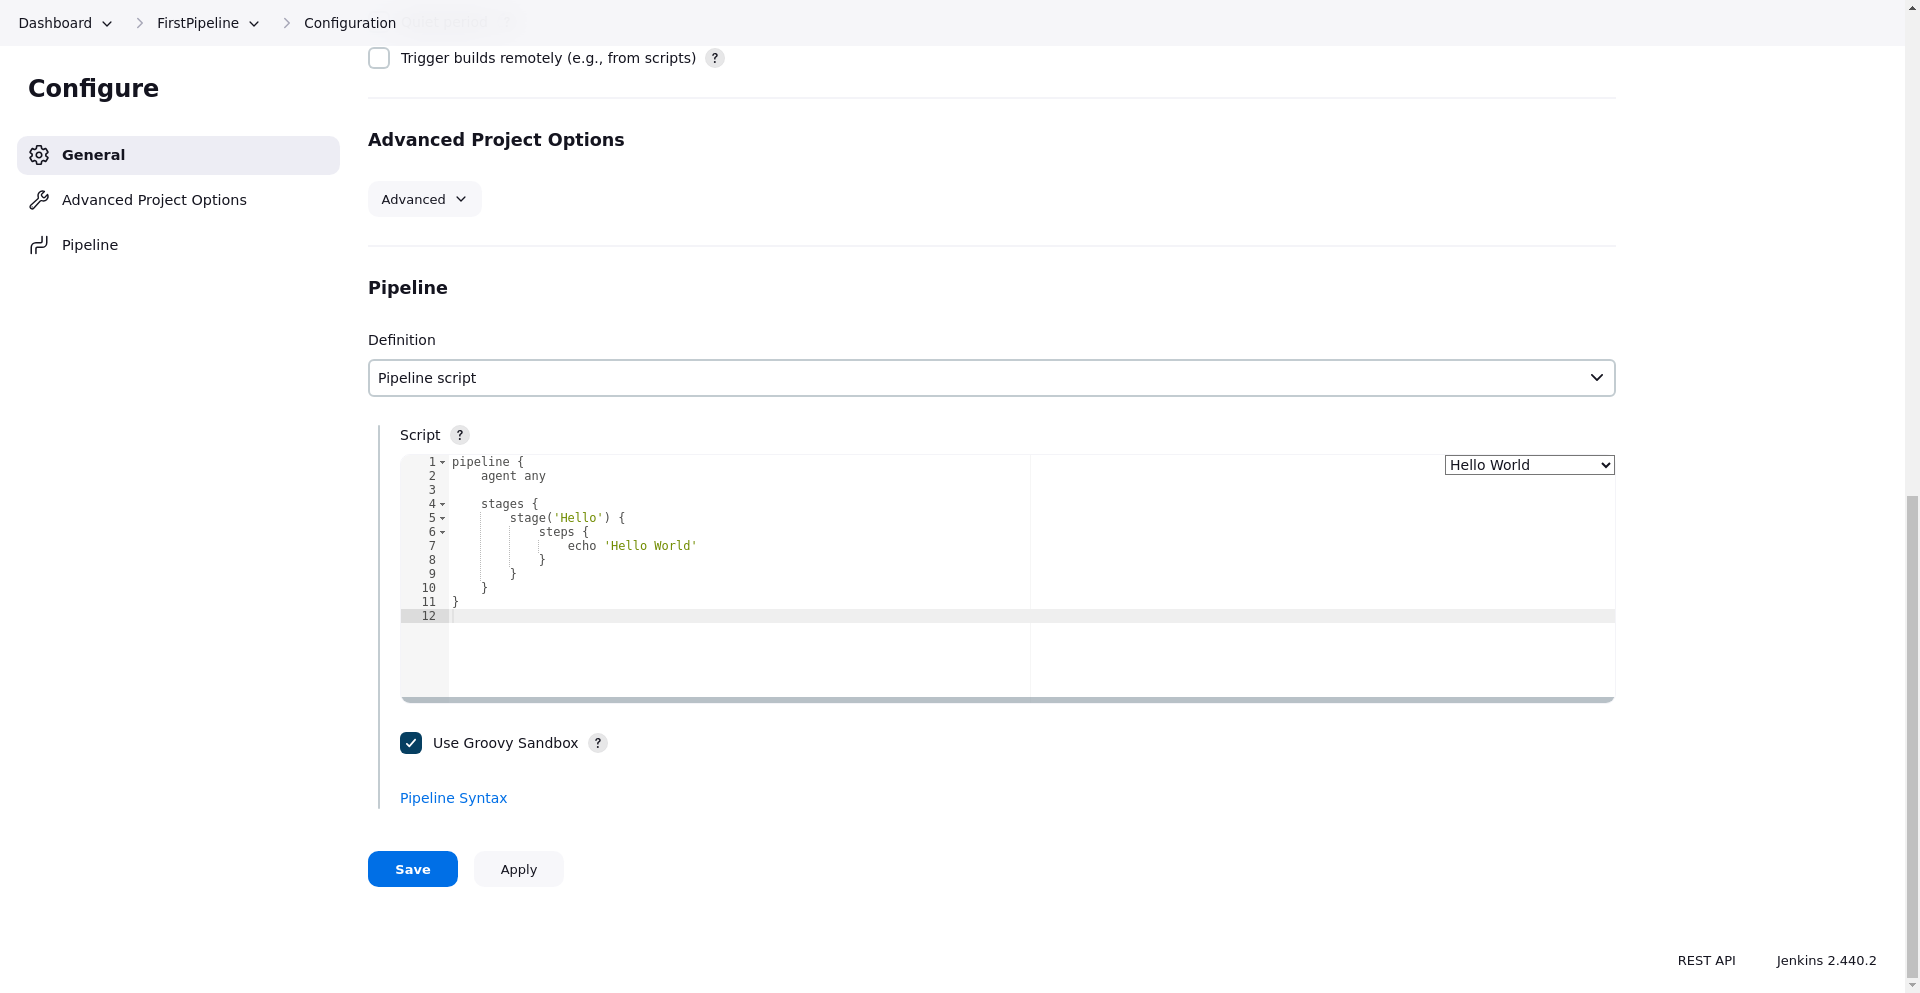 Dashboard FirstPipeline Configuration
Trigger builds remotely (e.g., from scripts) ?
Configure
General
Advanced Project Options
Pipeline
Advanced Project Options
Advanced
Pipeline
Definition
Pipeline script
Script ?
Hello World
1 pipeline {
2     agent any
3
4     stages {
5         stage('Hello') {
6             steps {
7                 echo 'Hello World'
8             }
9         }
10     }
11 }
12
Use Groovy Sandbox ?
Pipeline Syntax
Save Apply
REST API Jenkins 2.440.2